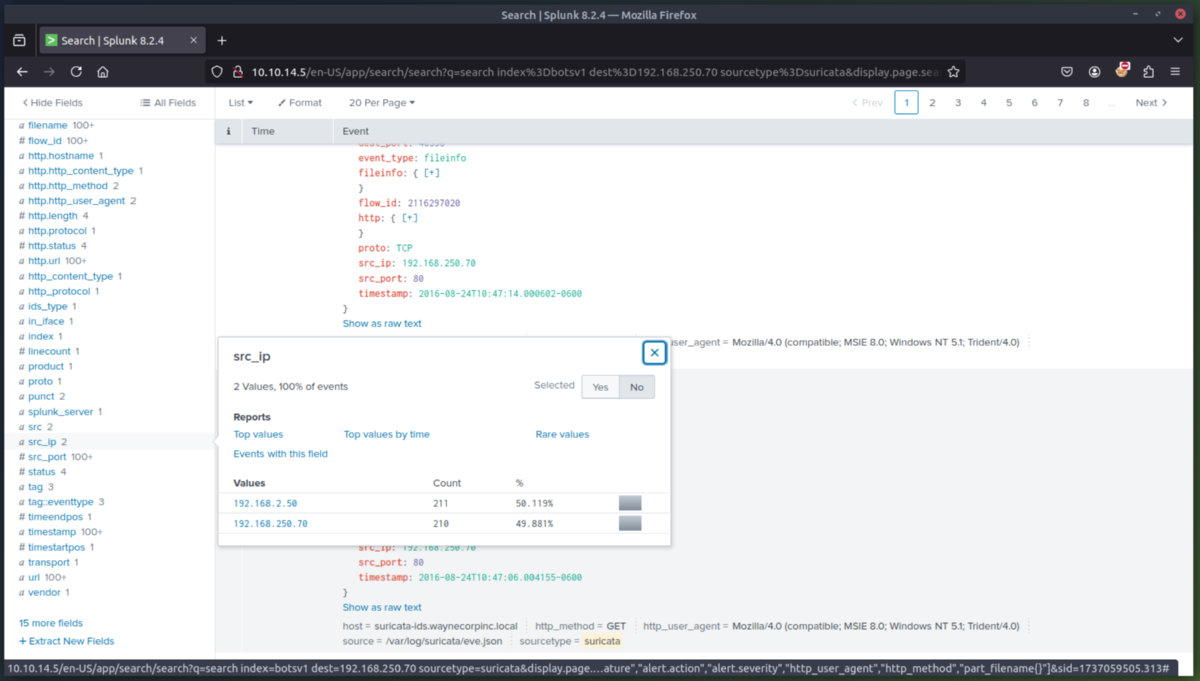 Search | Splunk 8.2.4 — Mozilla Firefox
Search | Splunk 8.2.4
10.10.14.5/en-US/app/search/search?q=search index%3Dbotsv1 dest%3D192.168.250.70 sourcetype%3Dsuricata&display.page.sea
Hide Fields All Fields List Format 20 Per Page Prev 1 2 3 4 5 6 7 8 ... Next
i Time Event
a filename 100+
# flow_id 100+
a http.hostname 1
a http.http_content_type 1
a http.http_method 2
a http.http_user_agent 2
# http.length 4
a http.protocol 1
# http.status 4
a http.url 100+
a http_content_type 1
a http_protocol 1
a ids_type 1
a in_iface 1
a index 1
# linecount 1
a product 1
a proto 1
a punct 2
a splunk_server 1
a src 2
a src_ip 2
# src_port 100+
# status 4
a tag 3
a tag::eventtype 3
# timeendpos 1
a timestamp 100+
# timestartpos 1
a transport 1
a url 100+
a vendor 1
15 more fields
+ Extract New Fields
event_type: fileinfo
fileinfo: { [+]
}
flow_id: 2116297020
http: { [+]
}
proto: TCP
src_ip: 192.168.250.70
src_port: 80
timestamp: 2016-08-24T10:47:14.000602-0600
}
Show as raw text
user_agent = Mozilla/4.0 (compatible; MSIE 8.0; Windows NT 5.1; Trident/4.0)
src_ip
2 Values, 100% of events Selected Yes No
Reports
Top values Top values by time Rare values
Events with this field
Values Count %
192.168.2.50 211 50.119%
192.168.250.70 210 49.881%
src_ip: 192.168.250.70
src_port: 80
timestamp: 2016-08-24T10:47:06.004155-0600
}
Show as raw text
host = suricata-ids.waynecorpinc.local http_method = GET http_user_agent = Mozilla/4.0 (compatible; MSIE 8.0; Windows NT 5.1; Trident/4.0)
source = /var/log/suricata/eve.json sourcetype = suricata
10.10.14.5/en-US/app/search/search?q=search index=botsv1 dest=192.168.250.70 sourcetype=suricata&display.page....ature","alert.action","alert.severity","http_user_agent","http_method","part_filename{}"]&sid=1737059505.313#